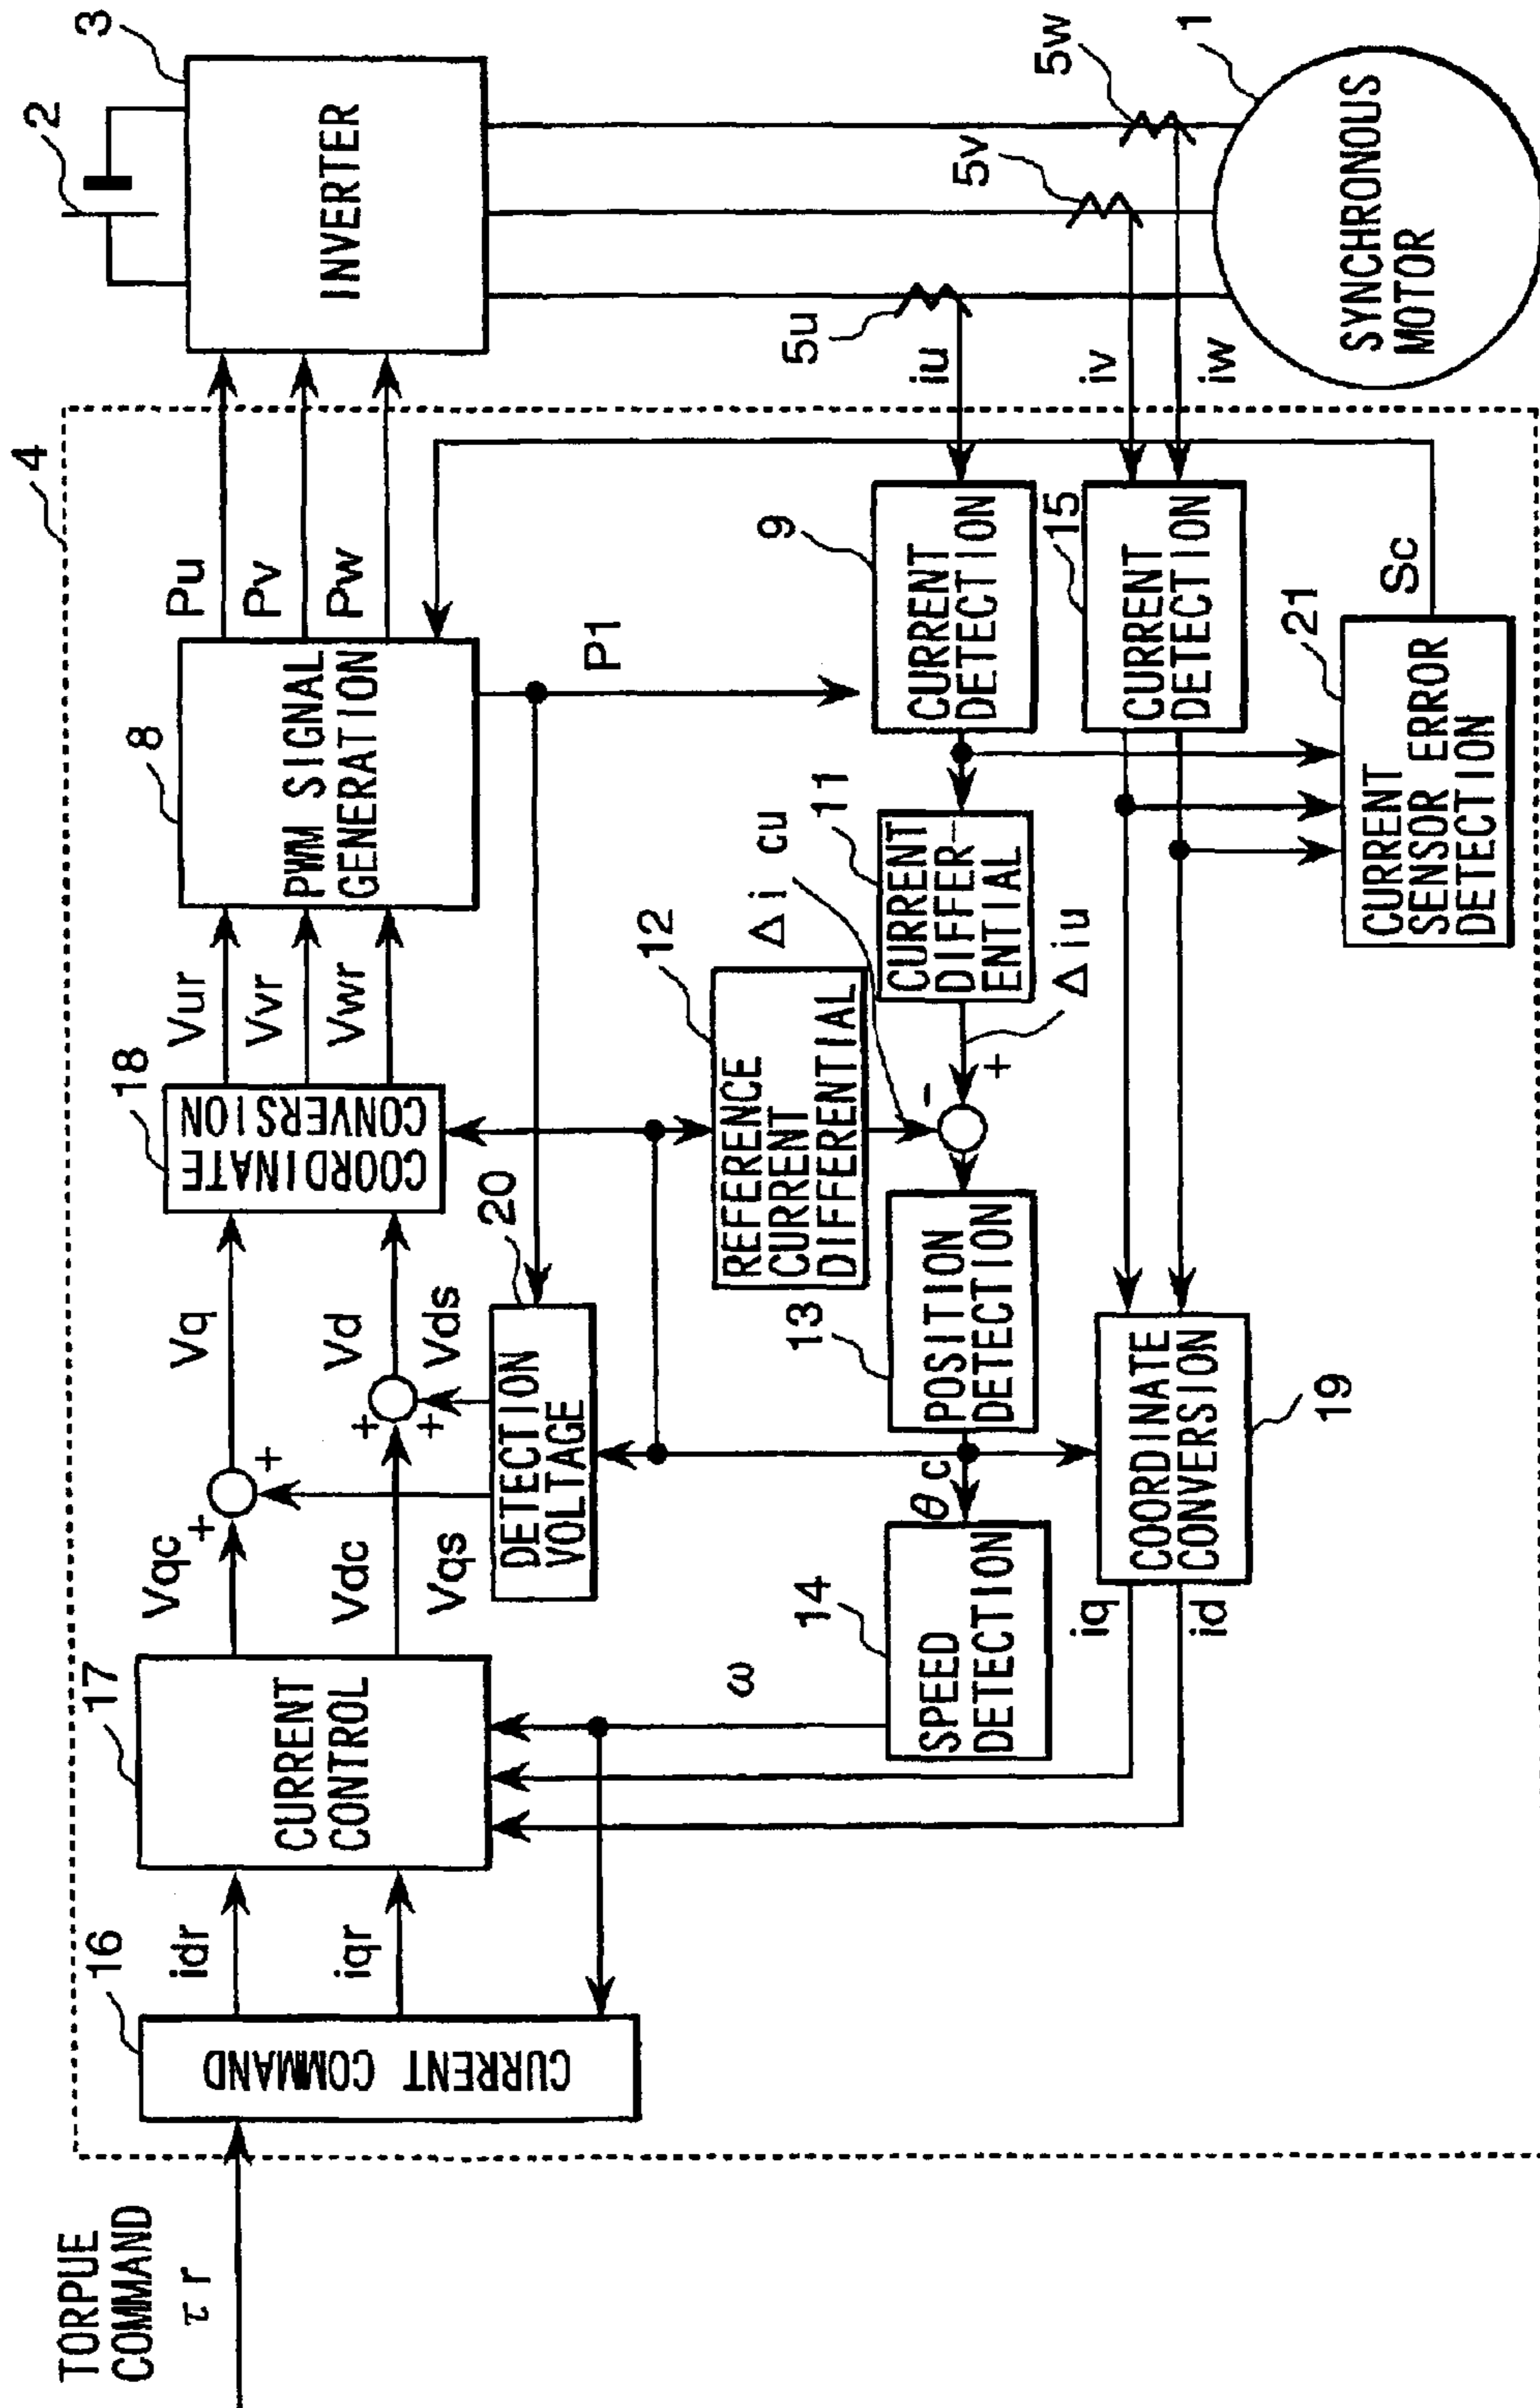 TORPUE
COMMAND
τ r
16
CURRENT COMMAND
idr
iqr
17
CURRENT
CONTROL
Vqc
Vdc
Vqs
+
+
+
+
Vq
Vd
Vds
20
DETECTION
VOLTAGE
18
COORDINATE
CONVERSION
Vur
Vvr
Vwr
8
PWM SIGNAL
GENERATION
Pu
Pv
Pw
P1
4
2
3
INVERTER
ω
14
SPEED
DETECTION
θc
13
POSITION
DETECTION
12
REFERENCE
CURRENT
DIFFERENTIAL
Δi cu
-
+
Δiu
11
CURRENT
DIFFER
ENTIAL
9
CURRENT
DETECTION
iu
5u
iq
id
COORDINATE
CONVERSION
19
15
CURRENT
DETECTION
iv
iw
5v
5w
21
CURRENT
SENSOR ERROR
DETECTION
Sc
1
SYNCHRONOUS
MOTOR